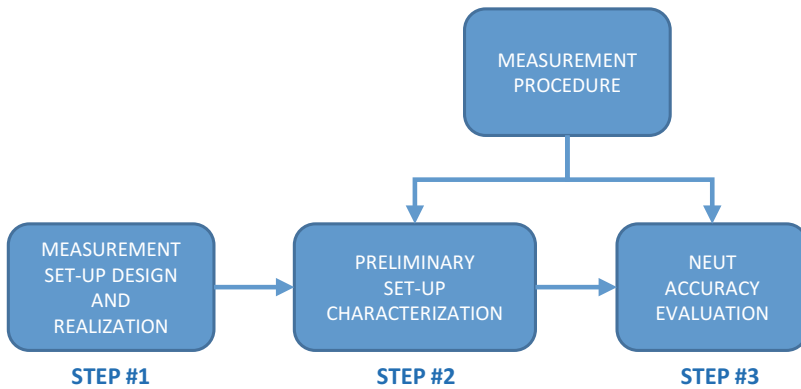 MEASUREMENT
PROCEDURE
MEASUREMENT
SET-UP DESIGN
AND
REALIZATION
PRELIMINARY
SET-UP
CHARACTERIZATION
NEUT
ACCURACY
EVALUATION
STEP #1
STEP #2
STEP #3